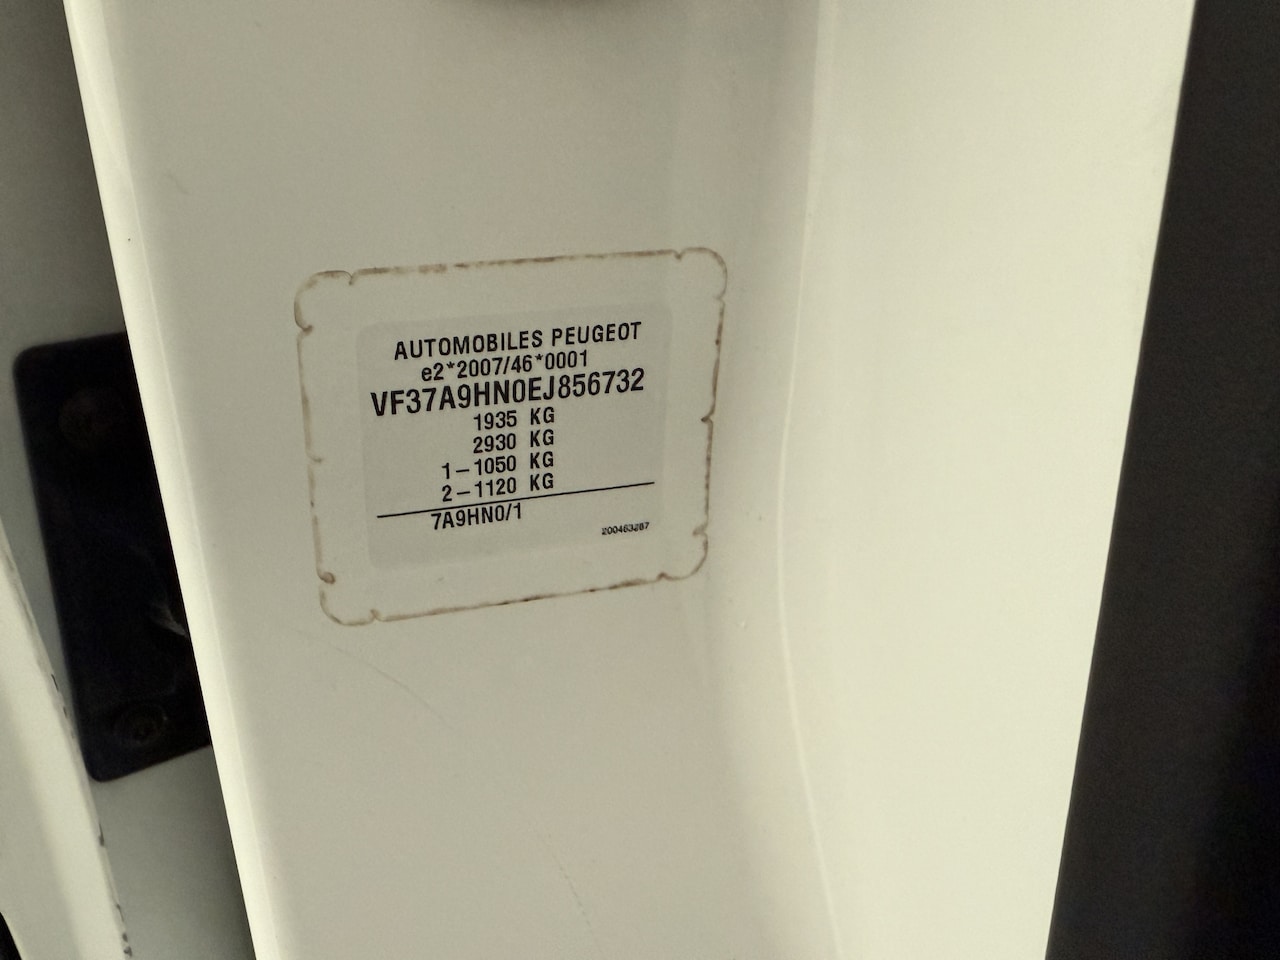 AUTOMOBILES PEUGEOT
e2*2007/46*0001
VF37A9HN0EJ856732
1935 KG
2930 KG
1–1050 KG
2–1120 KG
7A9HN0/1
200463287